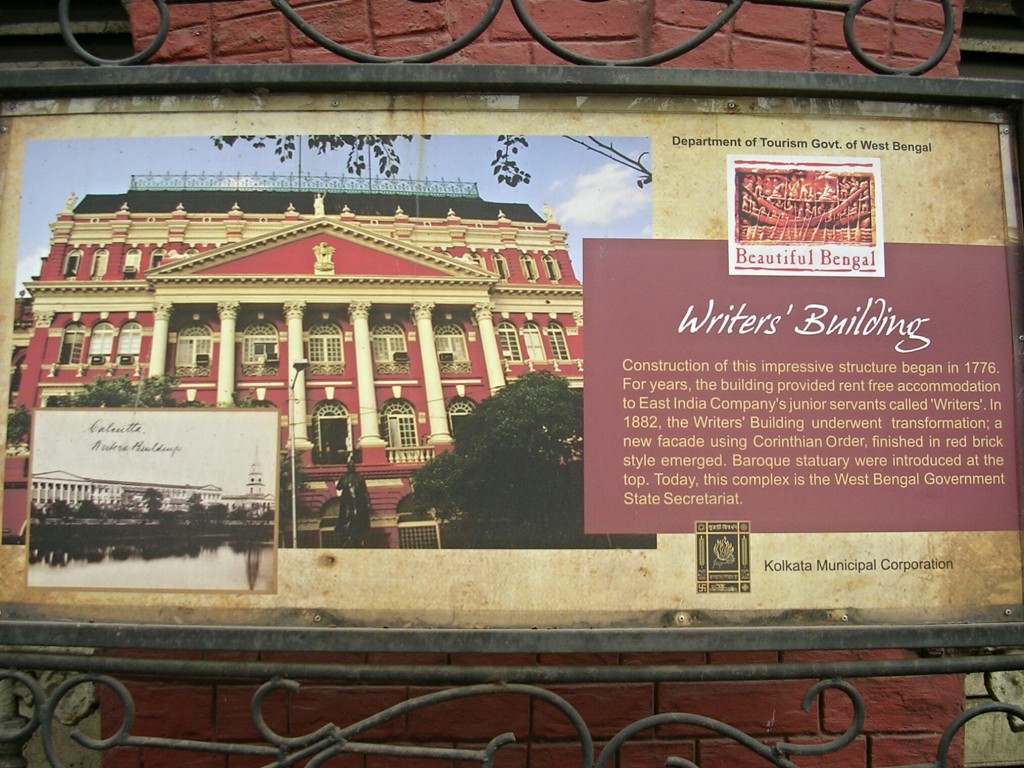 Department of Tourism Govt. of West Bengal
Beautiful Bengal
Writers' Building
Construction of this impressive structure began in 1776.
For years, the building provided rent free accommodation
to East India Company's junior servants called 'Writers'. In
1882, the Writers' Building underwent transformation; a
new facade using Corinthian Order, finished in red brick
style emerged. Baroque statuary were introduced at the
top. Today, this complex is the West Bengal Government
State Secretariat.
Calcutta.
Writers Building
Kolkata Municipal Corporation